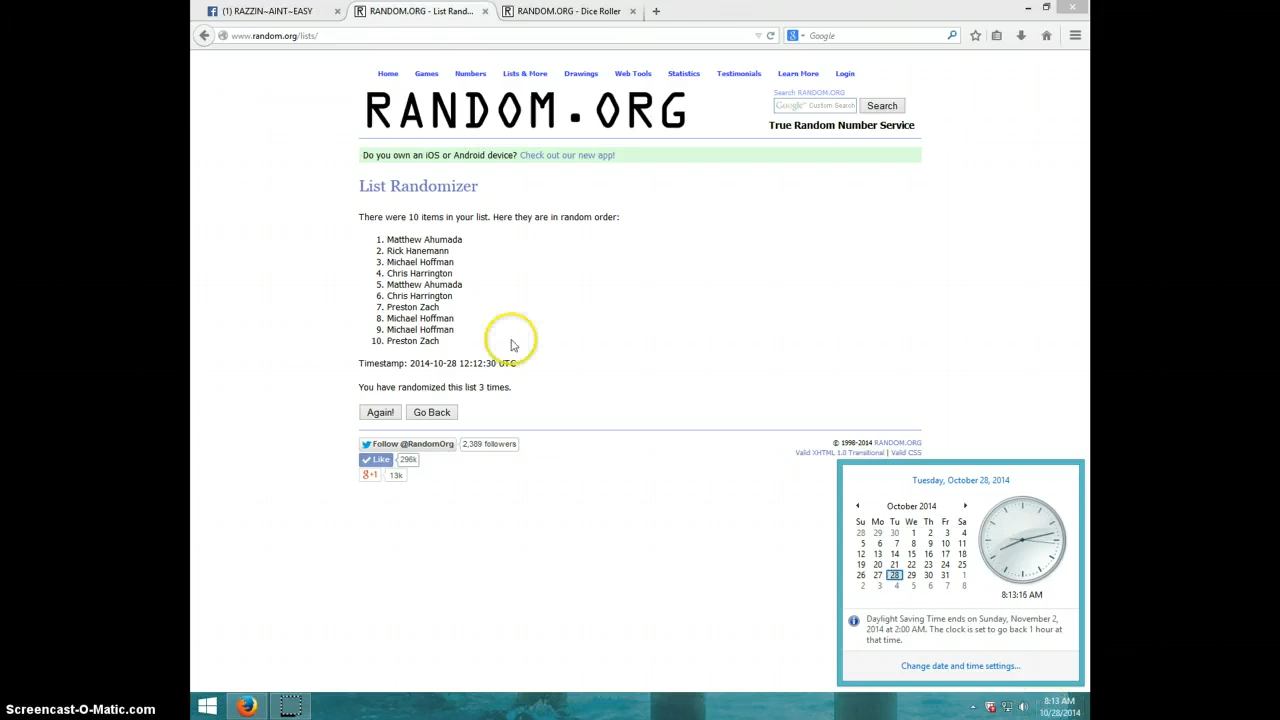 (1) RAZZIN~AINT~EASY
RANDOM.ORG - List Rand...
RANDOM.ORG - Dice Roller
www.random.org/lists/
Google
Home Games Numbers Lists & More Drawings Web Tools Statistics Testimonials Learn More Login
Search RANDOM.ORG
Google™ Custom Search
Search
RANDOM.ORG
True Random Number Service
Do you own an iOS or Android device? Check out our new app!
List Randomizer
There were 10 items in your list. Here they are in random order:
1. Matthew Ahumada
2. Rick Hanemann
3. Michael Hoffman
4. Chris Harrington
5. Matthew Ahumada
6. Chris Harrington
7. Preston Zach
8. Michael Hoffman
9. Michael Hoffman
10. Preston Zach
Timestamp: 2014-10-28 12:12:30 UTC
You have randomized this list 3 times.
Again! Go Back
Follow @RandomOrg 2,389 followers
Like 296k
g+1 13k
© 1998-2014 RANDOM.ORG
Valid XHTML 1.0 Transitional | Valid CSS
Tuesday, October 28, 2014
October 2014
Su Mo Tu We Th Fr Sa
28 29 30 1 2 3 4
5 6 7 8 9 10 11
12 13 14 15 16 17 18
19 20 21 22 23 24 25
26 27 28 29 30 31 1
2 3 4 5 6 7 8
8:13:16 AM
Daylight Saving Time ends on Sunday, November 2,
2014 at 2:00 AM. The clock is set to go back 1 hour at
that time.
Change date and time settings...
8:13 AM
10/28/2014
Screencast-O-Matic.com